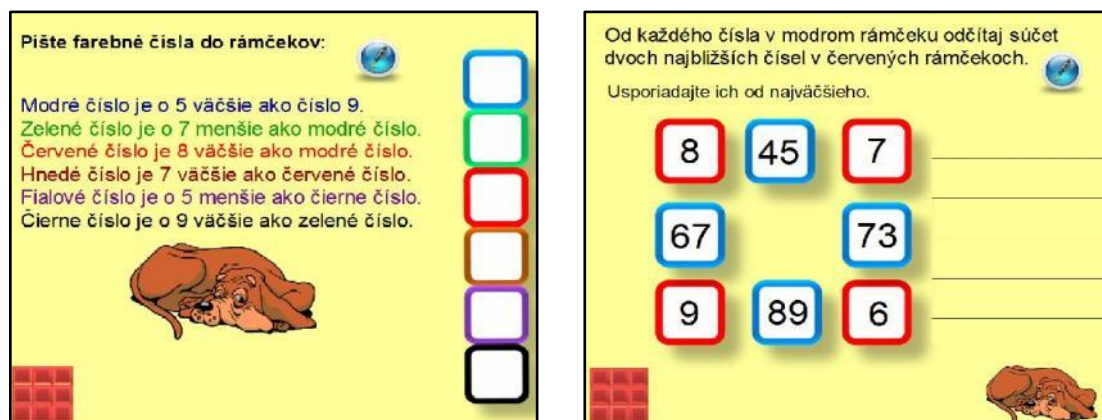 Pište farebné čísla do rámčekov:
Modré číslo je o 5 väčšie ako číslo 9.
Zelené číslo je o 7 menšie ako modré číslo.
Červené číslo je 8 väčšie ako modré číslo.
Hnedé číslo je 7 väčšie ako červené číslo.
Fialové číslo je o 5 menšie ako čierne číslo.
Čierne číslo je o 9 väčšie ako zelené číslo.
Od každého čísla v modrom rámčeku odčítaj súčet
dvoch najbližších čísel v červených rámčekoch.
Usporiadajte ich od najväčšieho.
8 45 7
67 73
9 89 6